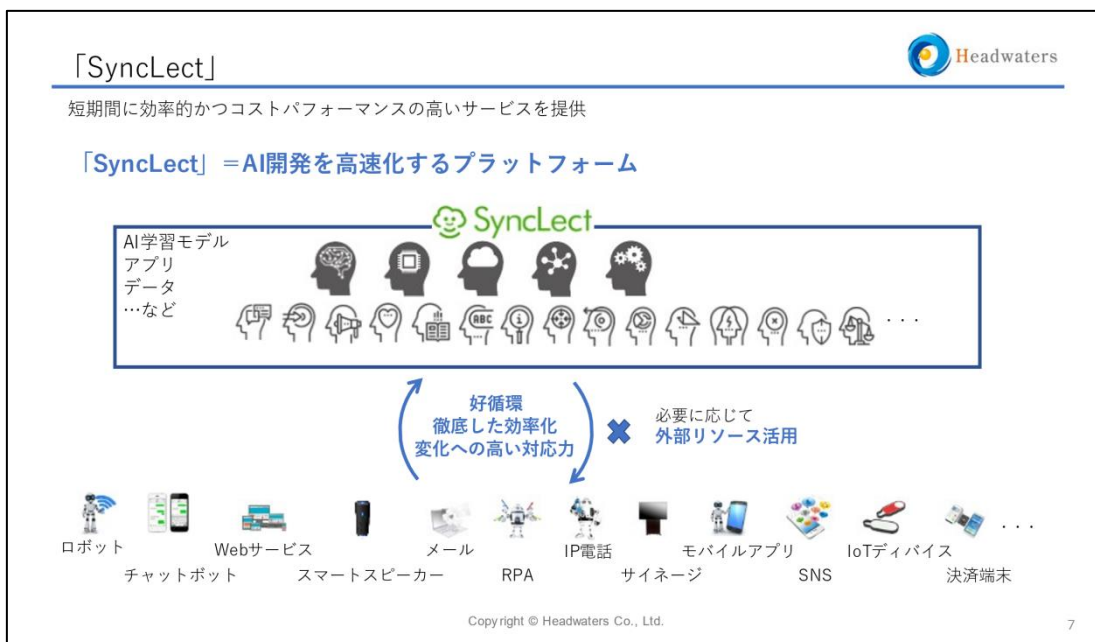 「SyncLect」
Headwaters
短期間に効率的かつコストパフォーマンスの高いサービスを提供
「SyncLect」＝AI開発を高速化するプラットフォーム
SyncLect
AI学習モデル
アプリ
データ
…など
ABC
・・・
好循環
徹底した効率化
変化への高い対応力
必要に応じて
外部リソース活用
・・・
ロボット
Webサービス
メール
IP電話
モバイルアプリ
IoTディバイス
チャットボット
スマートスピーカー
RPA
サイネージ
SNS
決済端末
Copyright © Headwaters Co., Ltd.
7